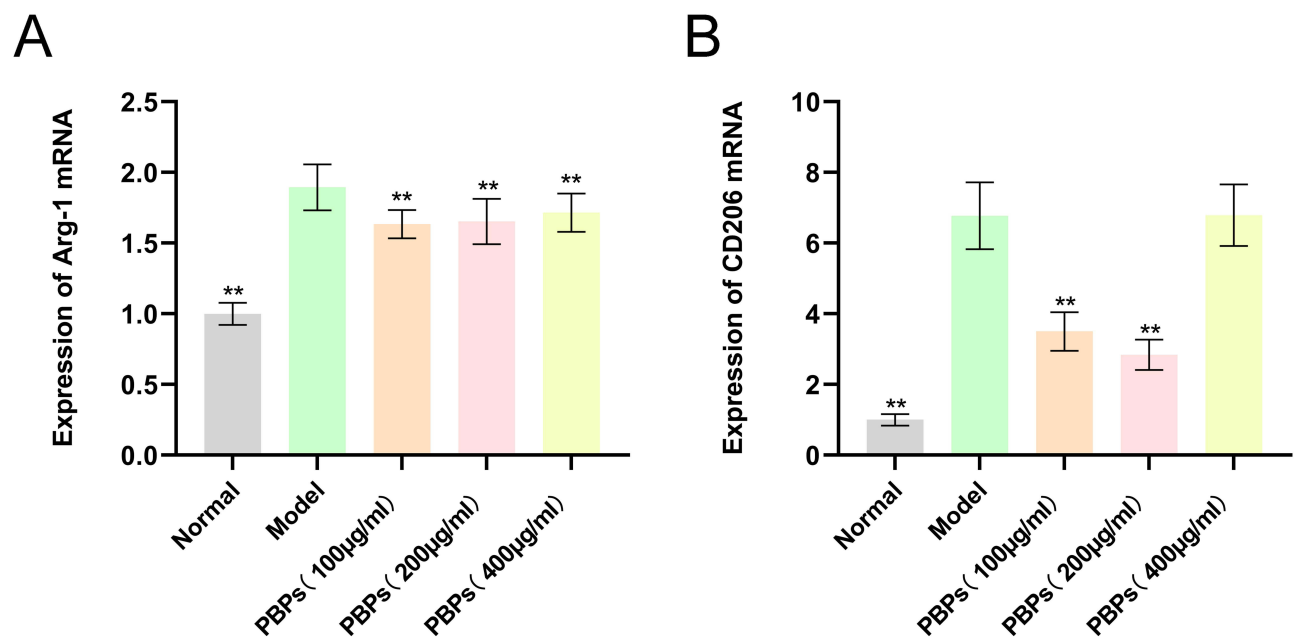 A
Expression of Arg-1 mRNA
2.5
2.0
1.5
1.0
0.5
0.0
**
**
**
**
Normal
Model
PBPs（100μg/ml）
PBPs（200μg/ml）
PBPs（400μg/ml）
B
Expression of CD206 mRNA
10
8
6
4
2
0
**
**
**
Normal
Model
PBPs（100μg/ml）
PBPs（200μg/ml）
PBPs（400μg/ml）